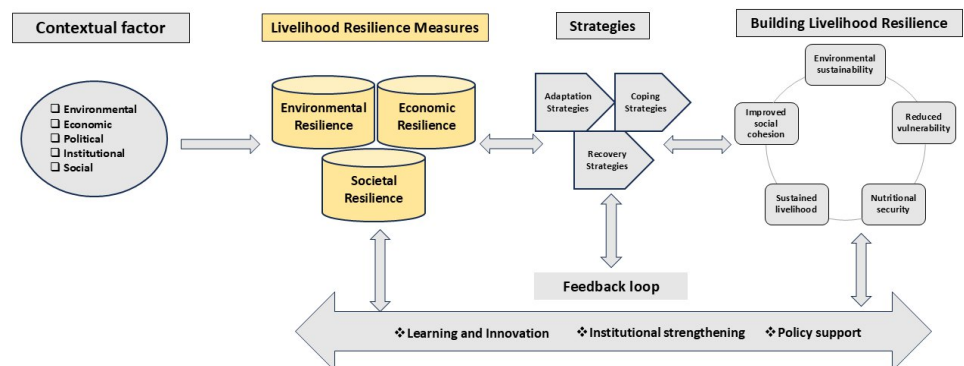 Contextual factor
Environmental
Economic
Political
Institutional
Social
Livelihood Resilience Measures
Environmental
Resilience
Economic
Resilience
Societal
Resilience
Strategies
Adaptation
Strategies
Coping
Strategies
Recovery
Strategies
Building Livelihood Resilience
Environmental
sustainability
Improved
social
cohesion
Reduced
vulnerability
Sustained
livelihood
Nutritional
security
Feedback loop
Learning and Innovation
Institutional strengthening
Policy support